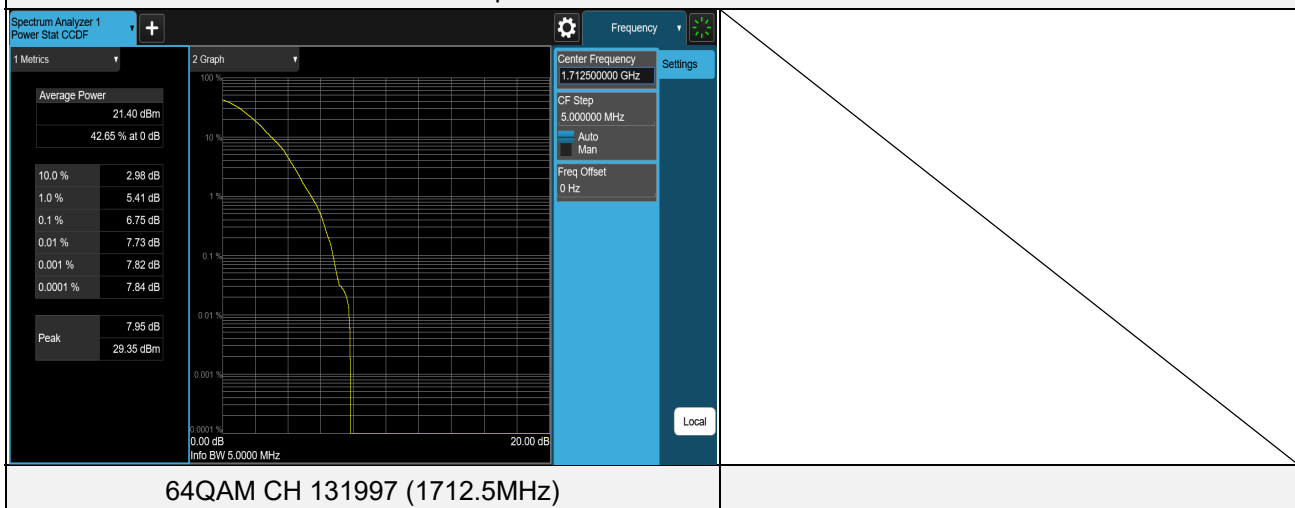 Spectrum Analyzer 1
Power Stat CCDF
Frequency
1 Metrics
2 Graph
Average Power
21.40 dBm
42.65 % at 0 dB
10.0 % 2.98 dB
1.0 % 5.41 dB
0.1 % 6.75 dB
0.01 % 7.73 dB
0.001 % 7.82 dB
0.0001 % 7.84 dB
Peak
7.95 dB
29.35 dBm
100 %
10 %
1 %
0.1 %
0.01 %
0.001 %
0.0001 %
0.00 dB 20.00 dB
Info BW 5.0000 MHz
Center Frequency
1.712500000 GHz
CF Step
5.000000 MHz
Auto
Man
Freq Offset
0 Hz
Settings
Local
64QAM CH 131997 (1712.5MHz)